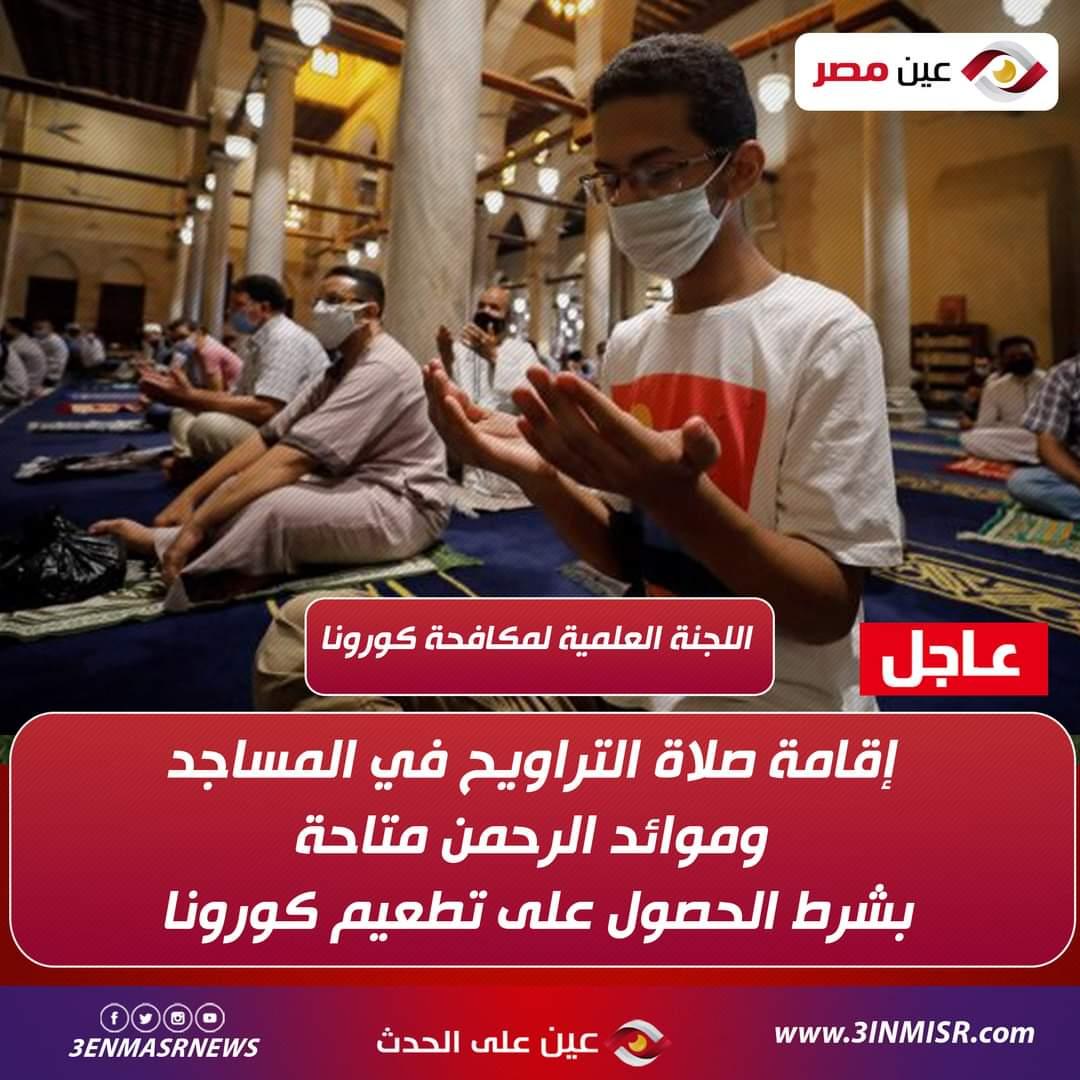 عين مصر
اللجنة العلمية لمكافحة كورونا
عاجل
إقامة صلاة التراويح في المساجد
وموائد الرحمن متاحة
بشرط الحصول على تطعيم كورونا
3ENMASRNEWS
عين على الحدث
www.3INMISR.com